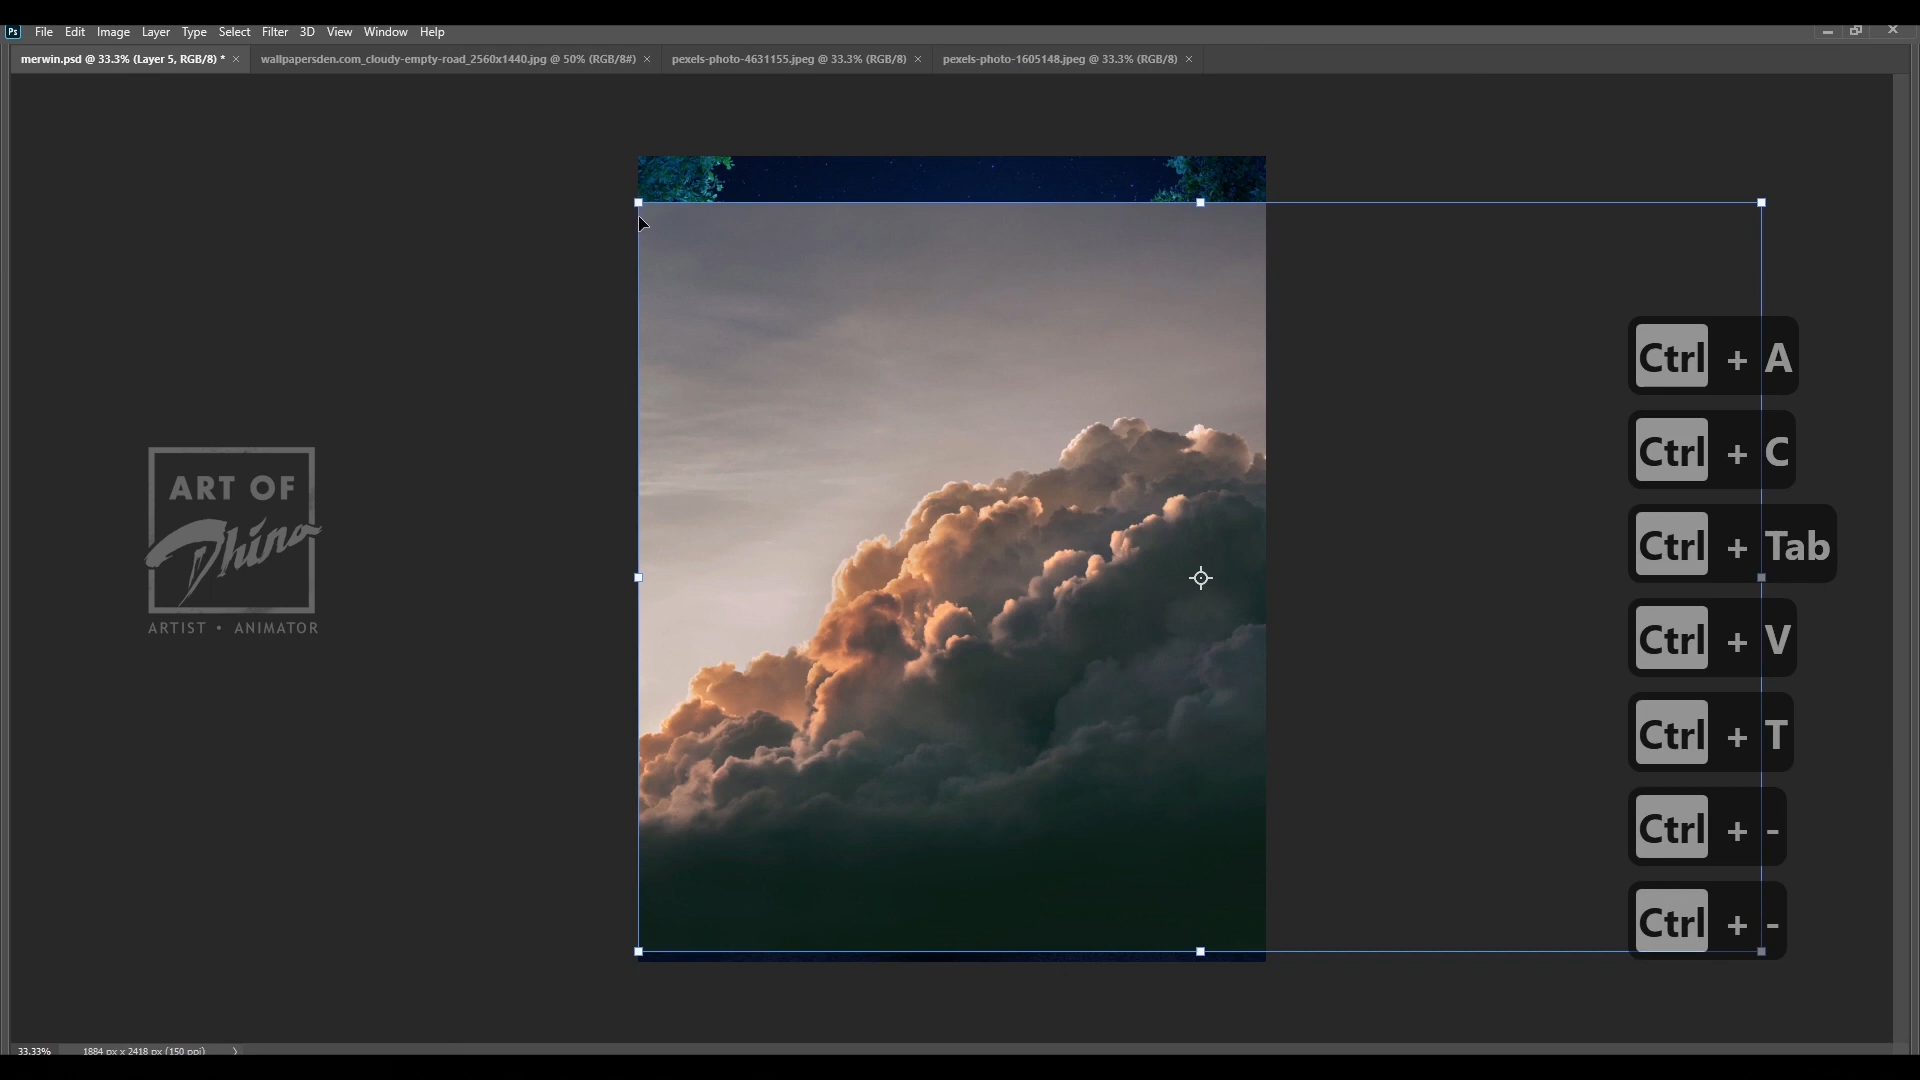 Ps File Edit Image Layer Type Select Filter 3D View Window Help
merwin.psd @ 33.3% (Layer 5, RGB/8) * × wallpapersden.com_cloudy-empty-road_2560x1440.jpg @ 50% (RGB/8#) × pexels-photo-4631155.jpeg @ 33.3% (RGB/8) × pexels-photo-1605148.jpeg @ 33.3% (RGB/8) ×
Ctrl + A
Ctrl + C
Ctrl + Tab
Ctrl + V
Ctrl + T
Ctrl + -
Ctrl + -
ART OF
Dhina
ARTIST • ANIMATOR
33.33% 1884 px x 2418 px (150 ppi) >